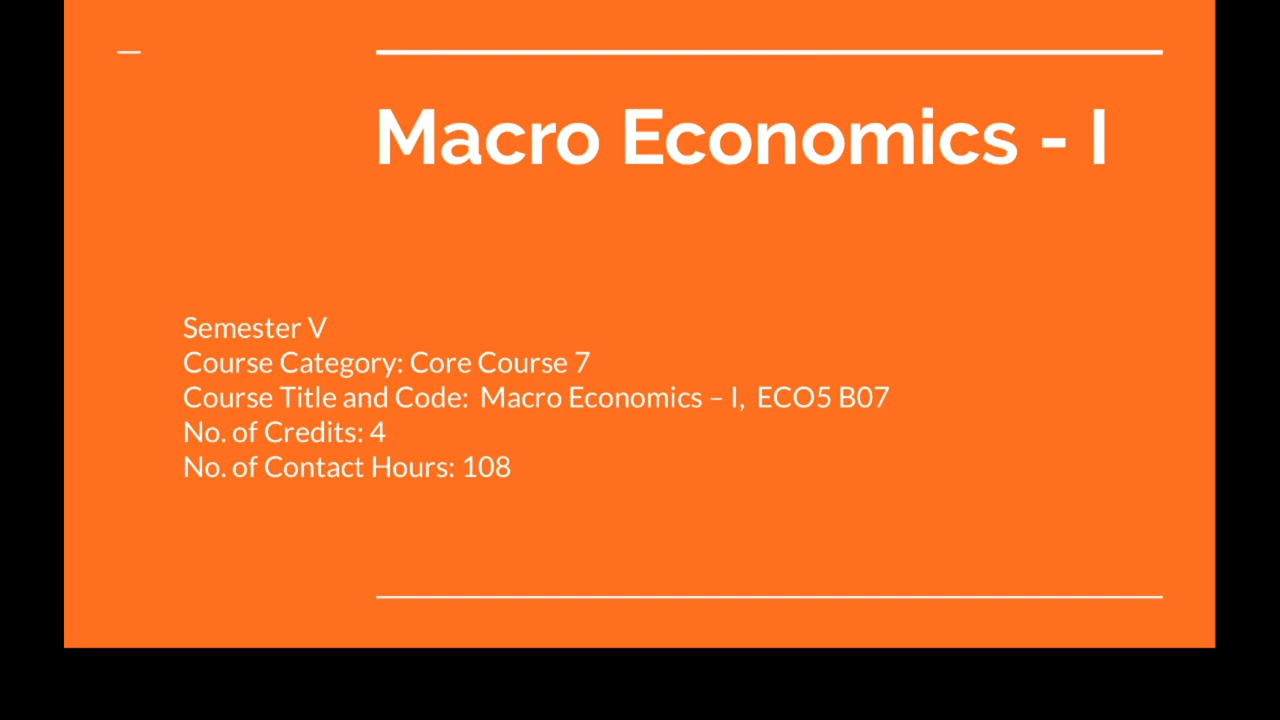 Macro Economics - I
Semester V
Course Category: Core Course 7
Course Title and Code:  Macro Economics – I,  ECO5 B07
No. of Credits: 4
No. of Contact Hours: 108